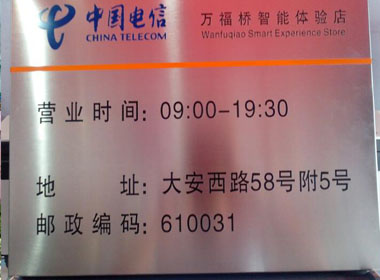 中国电信 万福桥智能体验店
CHINA TELECOM Wanfuqiao Smart Experience Store
营业时间：09:00-19:30
地 址：大安西路58号附5号
邮政编码：610031